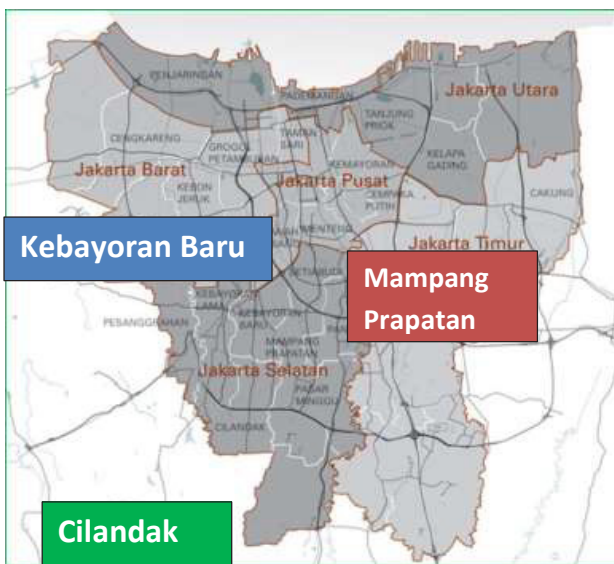 PENJARINGAN
PADEMANGAN
Jakarta Utara
TANJUNG
PRIOK
CENGKARENG
GROGOL
PETAMBURAN
TAMAN
SARI
KEMAYORAN
KELAPA
GADING
Jakarta Barat
Jakarta Pusat
KEBON
JERUK
CEMPAKA
PUTIH
CAKUNG
MENTENG
Jakarta Timur
Kebayoran Baru
SETIABUDI
Mampang
Prapatan
KEBAYORAN
LAMA
PESANGGRAHAN
KEBAYORAN
BARU
MAMPANG
PRAPATAN
Jakarta Selatan
PASAR
MINGGU
CILANDAK
Cilandak